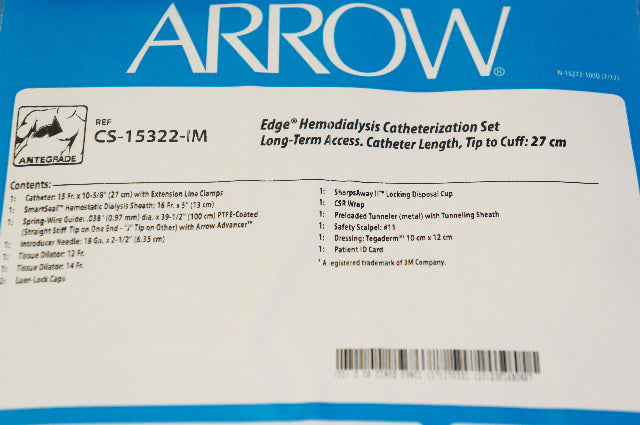 ARROW®
N-15272-100D (7/12)
ANTEGRADE
REF
CS-15322-IM
Edge® Hemodialysis Catheterization Set
Long-Term Access. Catheter Length, Tip to Cuff: 27 cm
Contents:
1: Catheter: 15 Fr. x 10-5/8" (27 cm) with Extension Line Clamps
1: SmartSeal™ Hemostatic Dialysis Sheath: 16 Fr. x 5" (13 cm)
1: Spring-Wire Guide: .038" (0.97 mm) dia. x 39-1/2" (100 cm) PTFE-Coated
(Straight Stiff Tip on One End - "J" Tip on Other) with Arrow Advancer™
1: Introducer Needle: 18 Ga. x 2-1/2" (6.35 cm)
1: Tissue Dilator: 12 Fr.
1: Tissue Dilator: 14 Fr.
2: Luer-Lock Caps
1: SharpsAway II™ Locking Disposal Cup
1: CSR Wrap
1: Preloaded Tunneler (metal) with Tunneling Sheath
1: Safety Scalpel: #11
1: Dressing: Tegaderm™¹ 10 cm x 12 cm
1: Patient ID Card
¹ A registered trademark of 3M Company.